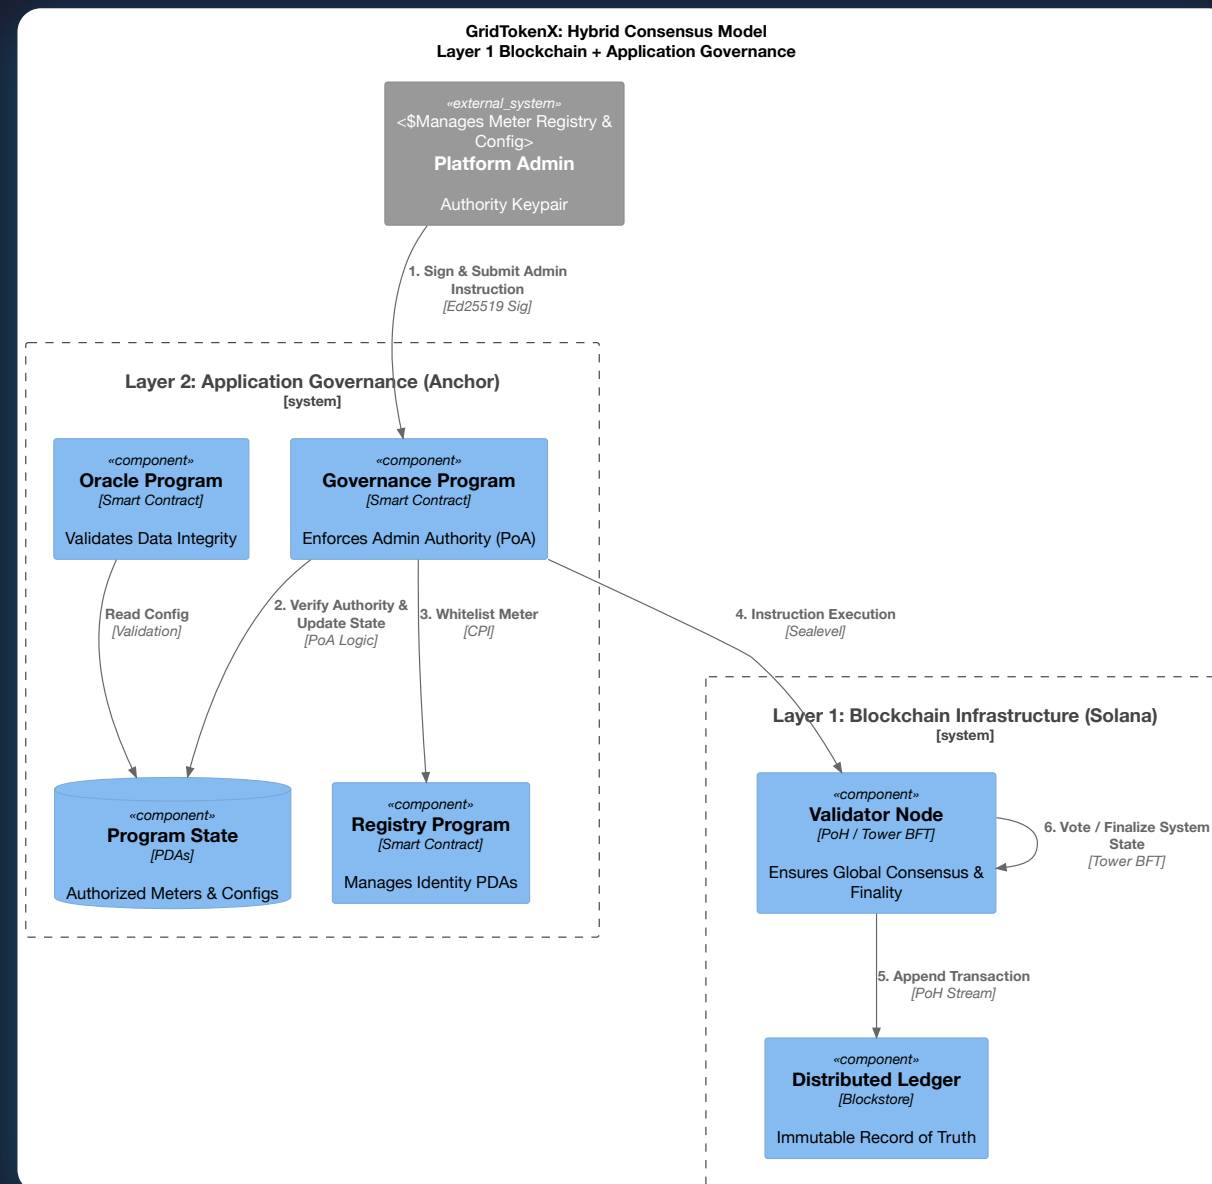 GridTokenX: Hybrid Consensus Model
Layer 1 Blockchain + Application Governance
«external_system»
<$Manages Meter Registry &
Config>
Platform Admin
Authority Keypair
1. Sign & Submit Admin
Instruction
[Ed25519 Sig]
Layer 2: Application Governance (Anchor)
[system]
«component»
Oracle Program
[Smart Contract]
Validates Data Integrity
«component»
Governance Program
[Smart Contract]
Enforces Admin Authority (PoA)
Read Config
[Validation]
2. Verify Authority &
Update State
[PoA Logic]
3. Whitelist Meter
[CPI]
4. Instruction Execution
[Sealevel]
«component»
Program State
[PDAs]
Authorized Meters & Configs
«component»
Registry Program
[Smart Contract]
Manages Identity PDAs
Layer 1: Blockchain Infrastructure (Solana)
[system]
«component»
Validator Node
[PoH / Tower BFT]
Ensures Global Consensus &
Finality
6. Vote / Finalize System
State
[Tower BFT]
5. Append Transaction
[PoH Stream]
«component»
Distributed Ledger
[Blockstore]
Immutable Record of Truth